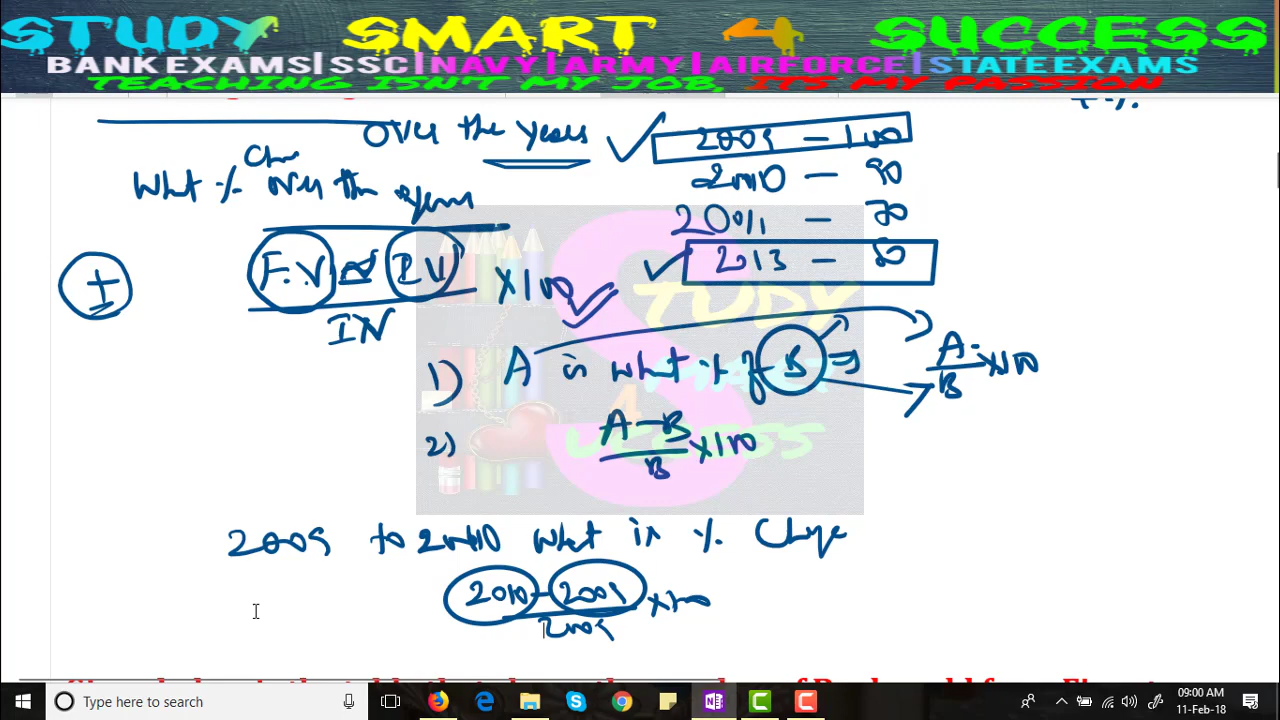 STUDY SMART 4 SUCCESS
BANK EXAMS|SSC|NAVY|ARMY|AIRFORCE|STATE EXAMS
TEACHING ISN'T MY JOB, IT'S MY PASSION
Over the years
2009 - 100
What %
over the years
2010 - 90
2011 - 70
F.V ~ I.V × 100
2013 - 80
±
IN
1) A is what % of B ⇒ A/B × 100
2) A - B / B × 100
2009 to 2010 what is % Change
2010 - 2009 × 100
2009
Type here to search
09:00 AM
11-Feb-18